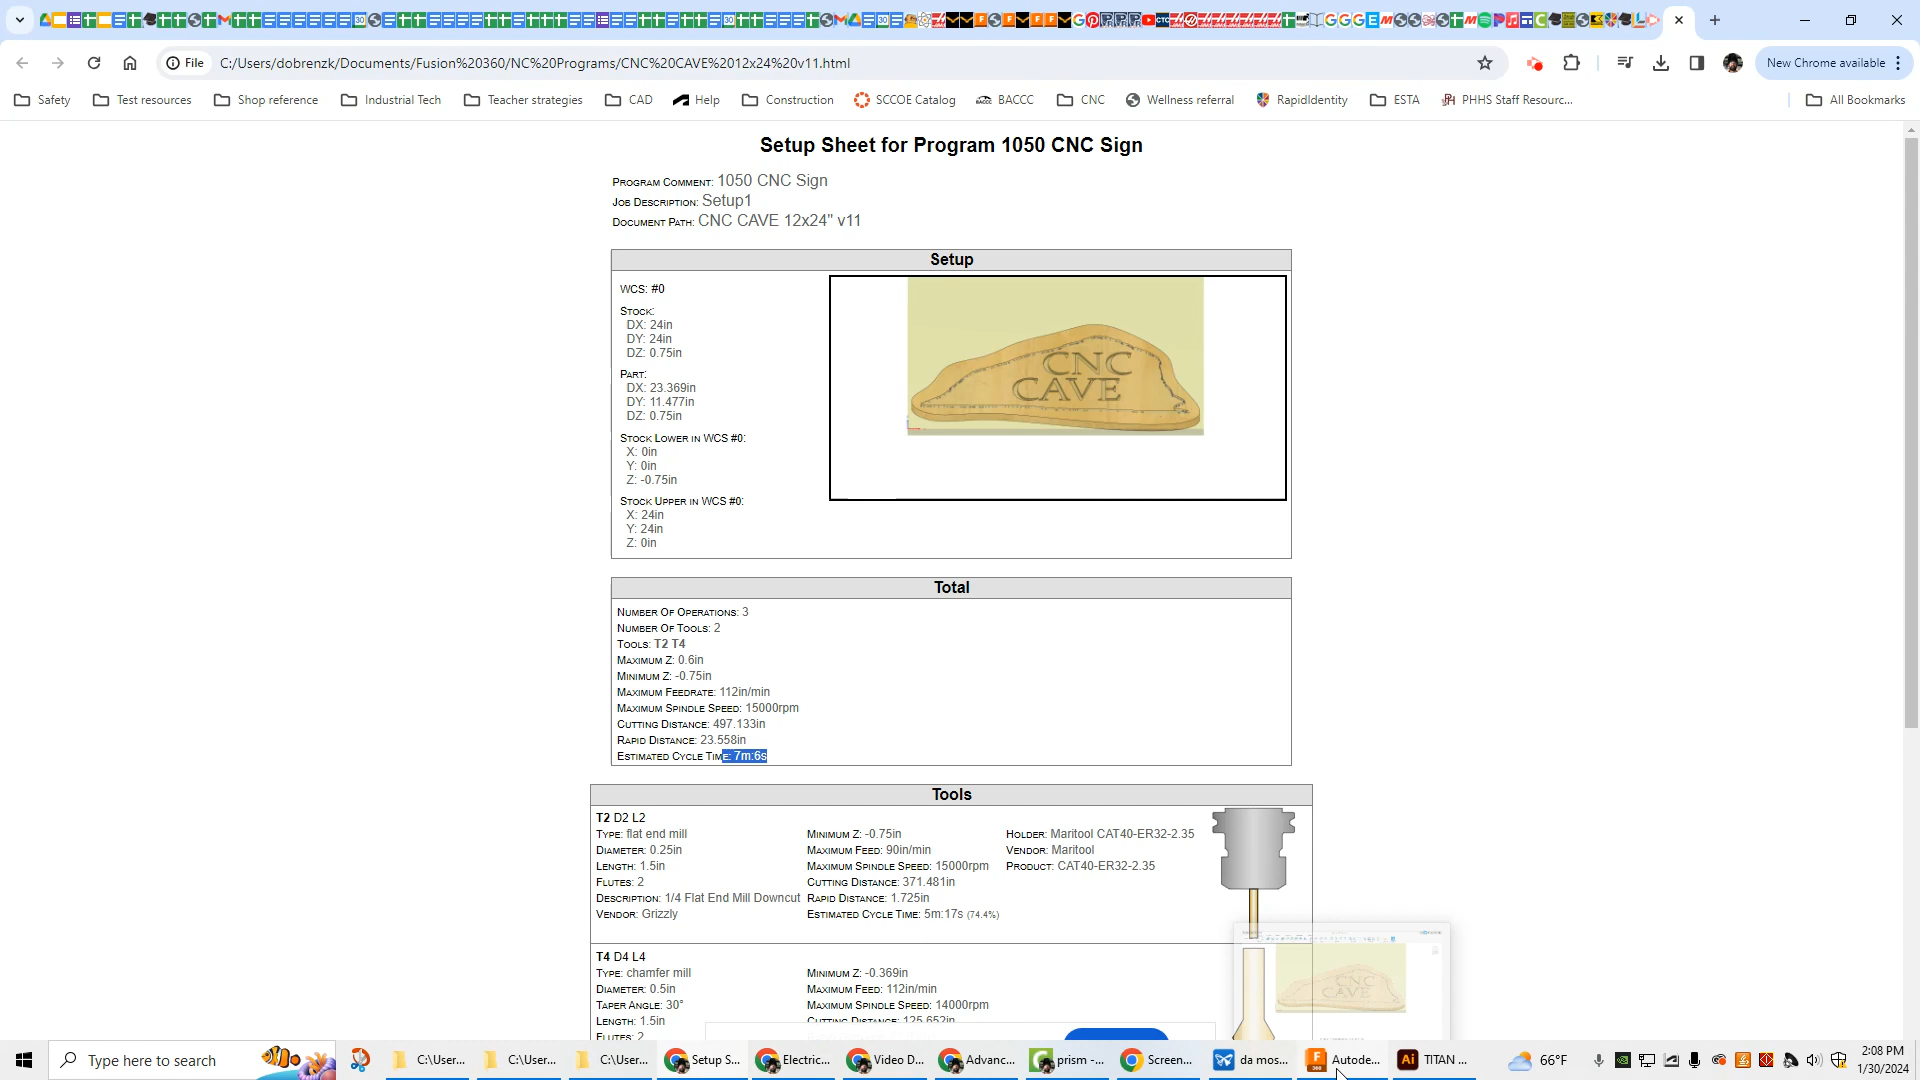 File
C:/Users/dobrenzk/Documents/Fusion%20360/NC%20Programs/CNC%20CAVE%2012x24%20v11.html
New Chrome available
Safety
Test resources
Shop reference
Industrial Tech
Teacher strategies
CAD
Help
Construction
SCCOE Catalog
BACCC
CNC
Wellness referral
RapidIdentity
ESTA
PHHS Staff Resourc...
All Bookmarks
Setup Sheet for Program 1050 CNC Sign
PROGRAM COMMENT: 1050 CNC Sign
JOB DESCRIPTION: Setup1
DOCUMENT PATH: CNC CAVE 12x24" v11
Setup
WCS: #0
STOCK:
DX: 24in
DY: 24in
DZ: 0.75in
PART:
DX: 23.369in
DY: 11.477in
DZ: 0.75in
STOCK LOWER IN WCS #0:
X: 0in
Y: 0in
Z: -0.75in
STOCK UPPER IN WCS #0:
X: 24in
Y: 24in
Z: 0in
CNC
CAVE
Total
NUMBER OF OPERATIONS: 3
NUMBER OF TOOLS: 2
TOOLS: T2 T4
MAXIMUM Z: 0.6in
MINIMUM Z: -0.75in
MAXIMUM FEEDRATE: 112in/min
MAXIMUM SPINDLE SPEED: 15000rpm
CUTTING DISTANCE: 497.133in
RAPID DISTANCE: 23.558in
ESTIMATED CYCLE TIME: 7m:6s
Tools
T2 D2 L2
TYPE: flat end mill
DIAMETER: 0.25in
LENGTH: 1.5in
FLUTES: 2
DESCRIPTION: 1/4 Flat End Mill Downcut
VENDOR: Grizzly
MINIMUM Z: -0.75in
MAXIMUM FEED: 90in/min
MAXIMUM SPINDLE SPEED: 15000rpm
CUTTING DISTANCE: 371.481in
RAPID DISTANCE: 1.725in
ESTIMATED CYCLE TIME: 5m:17s (74.4%)
HOLDER: Maritool CAT40-ER32-2.35
VENDOR: Maritool
PRODUCT: CAT40-ER32-2.35
T4 D4 L4
TYPE: chamfer mill
DIAMETER: 0.5in
TAPER ANGLE: 30°
LENGTH: 1.5in
FLUTES: 2
MINIMUM Z: -0.369in
MAXIMUM FEED: 112in/min
MAXIMUM SPINDLE SPEED: 14000rpm
CUTTING DISTANCE: 125.652in
CNC
CAVE
Type here to search
C:\User...
C:\User...
C:\User...
Setup S...
Electric...
Video D...
Advanc...
prism -...
Screen...
da mos...
Autode...
TITAN ...
66°F
2:08 PM
1/30/2024